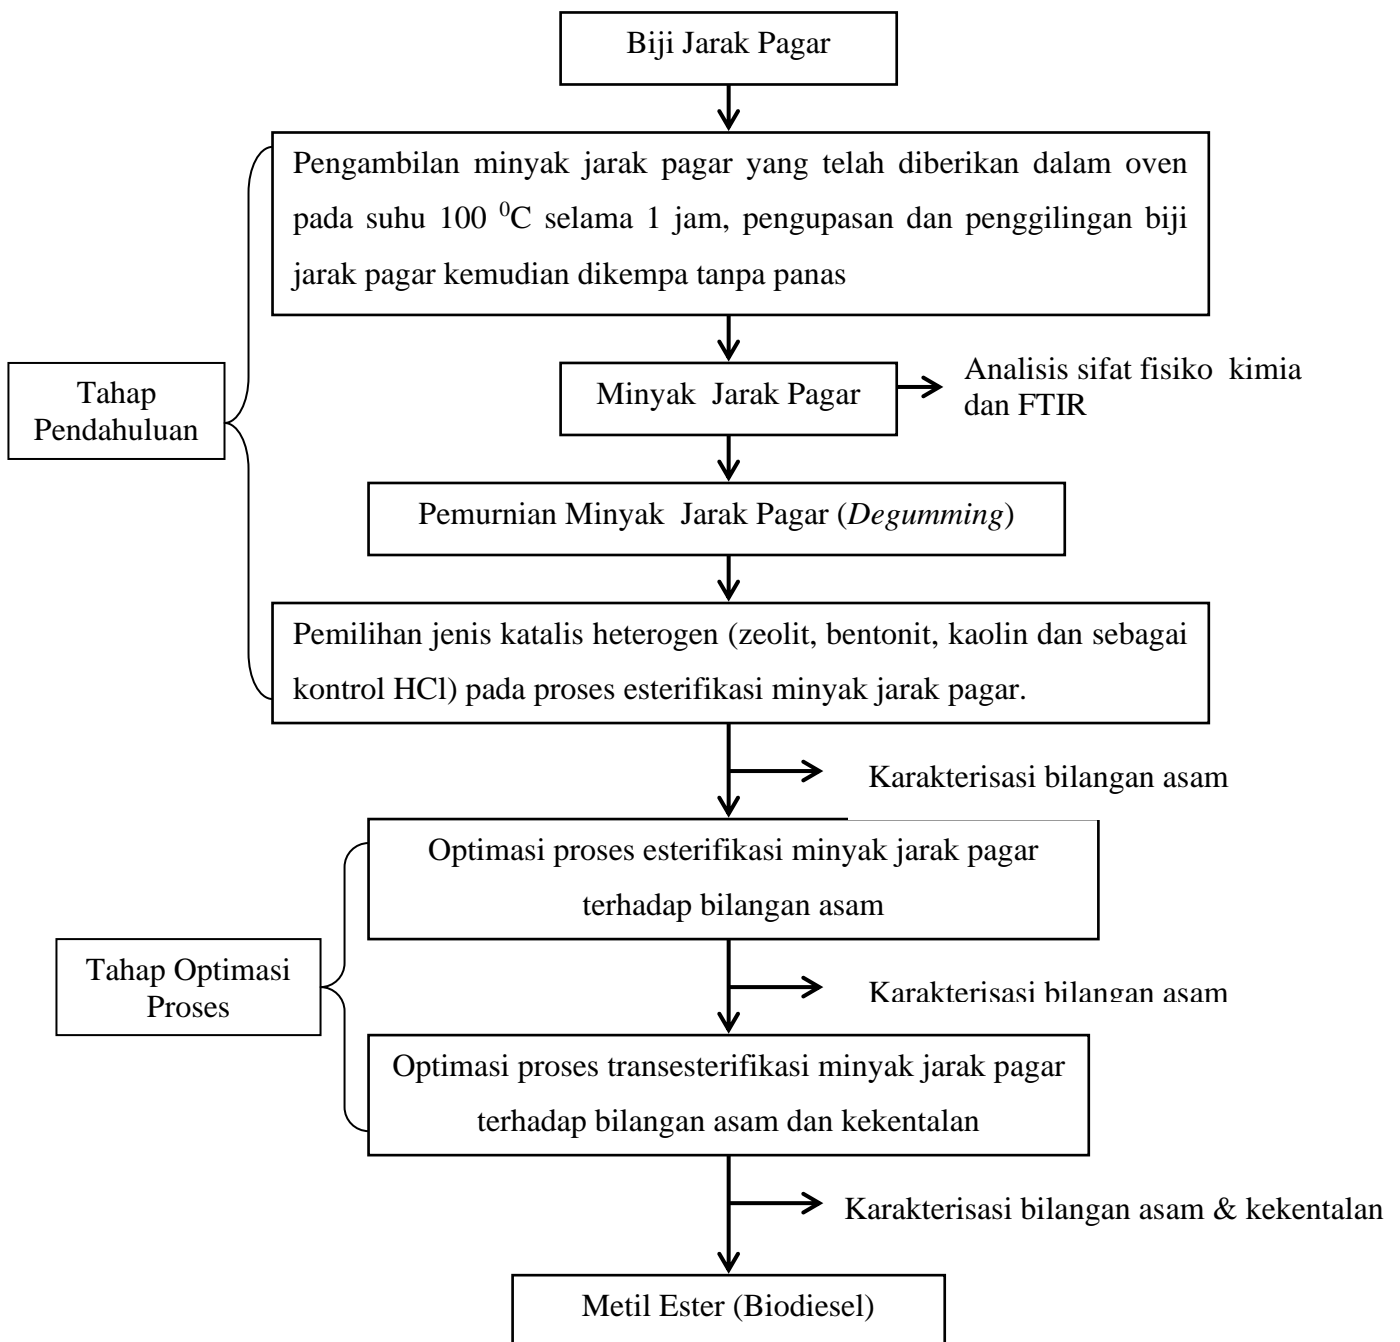 Biji Jarak Pagar
Pengambilan minyak jarak pagar yang telah diberikan dalam oven
pada suhu 100 ⁰C selama 1 jam, pengupasan dan penggilingan biji
jarak pagar kemudian dikempa tanpa panas
Tahap
Pendahuluan
Minyak Jarak Pagar
Analisis sifat fisiko kimia
dan FTIR
Pemurnian Minyak Jarak Pagar (Degumming)
Pemilihan jenis katalis heterogen (zeolit, bentonit, kaolin dan sebagai
kontrol HCl) pada proses esterifikasi minyak jarak pagar.
Karakterisasi bilangan asam
Optimasi proses esterifikasi minyak jarak pagar
terhadap bilangan asam
Tahap Optimasi
Proses
Karakterisasi bilangan asam
Optimasi proses transesterifikasi minyak jarak pagar
terhadap bilangan asam dan kekentalan
Karakterisasi bilangan asam & kekentalan
Metil Ester (Biodiesel)